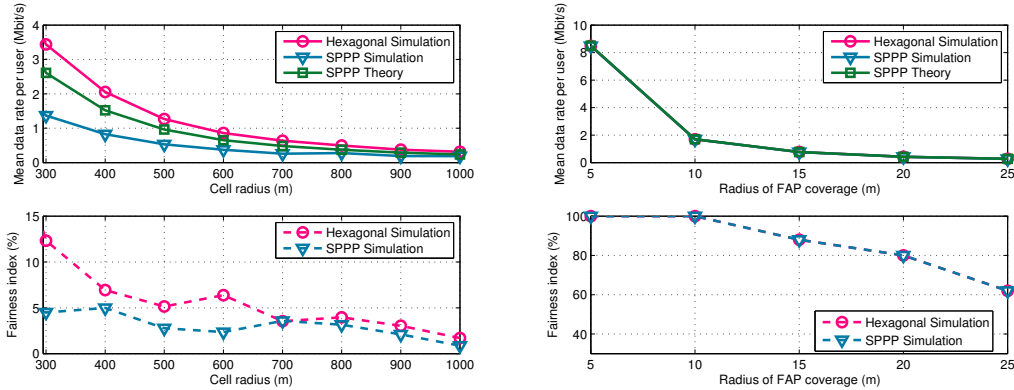 Mean data rate per user (Mbit/s)
4
3
2
1
0
Hexagonal Simulation
SPPP Simulation
SPPP Theory
300 400 500 600 700 800 900 1000
Cell radius (m)
Mean data rate per user (Mbit/s)
10
8
6
4
2
0
Hexagonal Simulation
SPPP Simulation
SPPP Theory
5 10 15 20 25
Radius of FAP coverage (m)
Fairness index (%)
15
10
5
0
Hexagonal Simulation
SPPP Simulation
300 400 500 600 700 800 900 1000
Cell radius (m)
Fairness index (%)
100
80
60
40
Hexagonal Simulation
SPPP Simulation
5 10 15 20 25
Radius of FAP coverage (m)